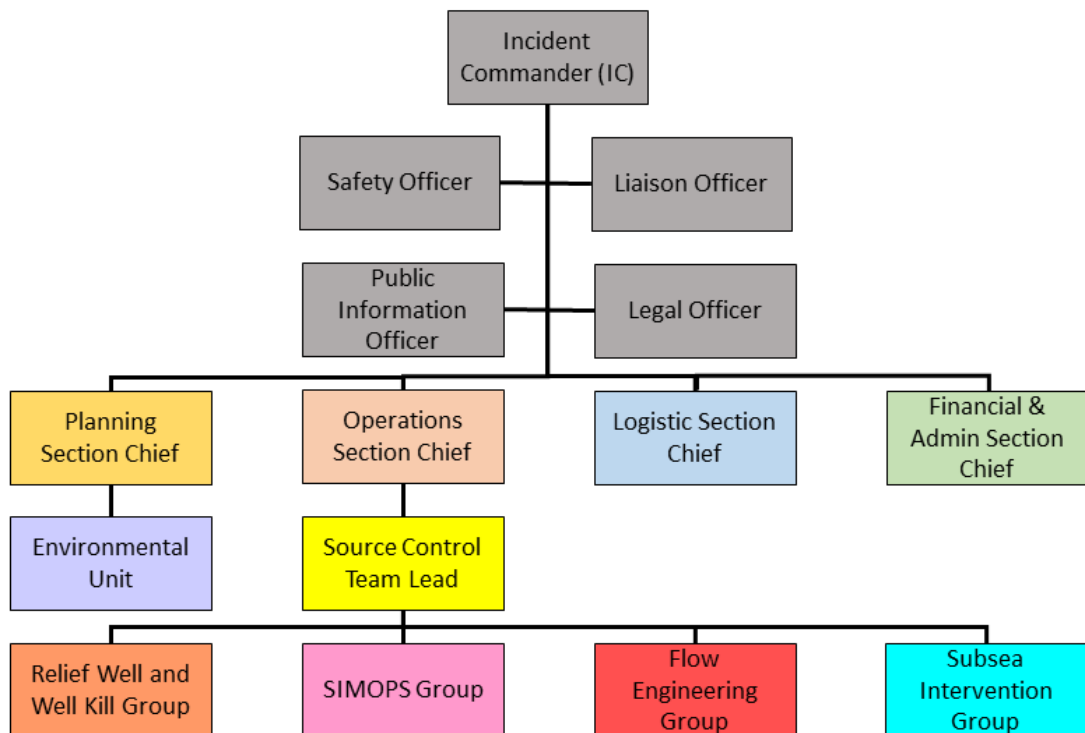 Incident
Commander (IC)
Safety Officer
Liaison Officer
Public
Information
Officer
Legal Officer
Planning
Section Chief
Operations
Section Chief
Logistic Section
Chief
Financial &
Admin Section
Chief
Environmental
Unit
Source Control
Team Lead
Relief Well and
Well Kill Group
SIMOPS Group
Flow
Engineering
Group
Subsea
Intervention
Group